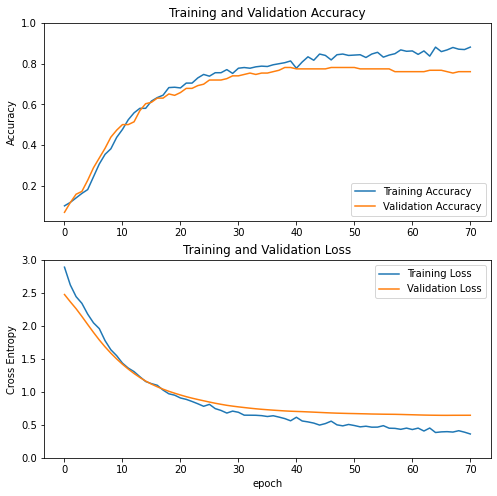 Training and Validation Accuracy
1.0
0.8
0.6
0.4
0.2
Accuracy
Training Accuracy
Validation Accuracy
0 10 20 30 40 50 60 70
Training and Validation Loss
3.0
2.5
2.0
1.5
1.0
0.5
0.0
Cross Entropy
Training Loss
Validation Loss
0 10 20 30 40 50 60 70
epoch